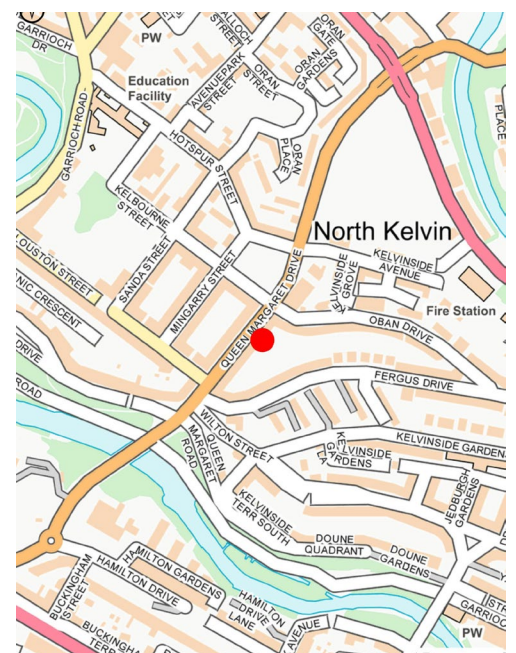 GARRIOCH
DR
PW
ORAN
GATE
ORAN
GARDENS
ORAN
STREET
AVENUEPARK
STREET
Education
Facility
GARRIOCH ROAD
HOTSPUR STREET
ORAN
PLACE
PLACE
KELBOURNE
STREET
North Kelvin
SANDA STREET
MINGARRY STREET
QUEEN MARGARET DRIVE
KELVINSIDE
AVENUE
KELVINSIDE
GROVE
Fire Station
OBAN DRIVE
LOUSTON STREET
NIC CRESCENT
DRIVE
ROAD
FERGUS DRIVE
WILTON STREET
QUEEN
MARGARET
ROAD
KELVINSIDE GARDENS
KELVINSIDE
GARDENS
KELVINSIDE
TERR SOUTH
JEDBURGH
GARDENS
DOUNE
QUADRANT
DOUNE
GARDENS
HAMILTON GARDENS
HAMILTON DRIVE
HAMILTON
DRIVE
LANE
BUCKINGHAM
STREET
BUCKINGHAM
TERR
AVENUE
GARRIOC
STR
PW